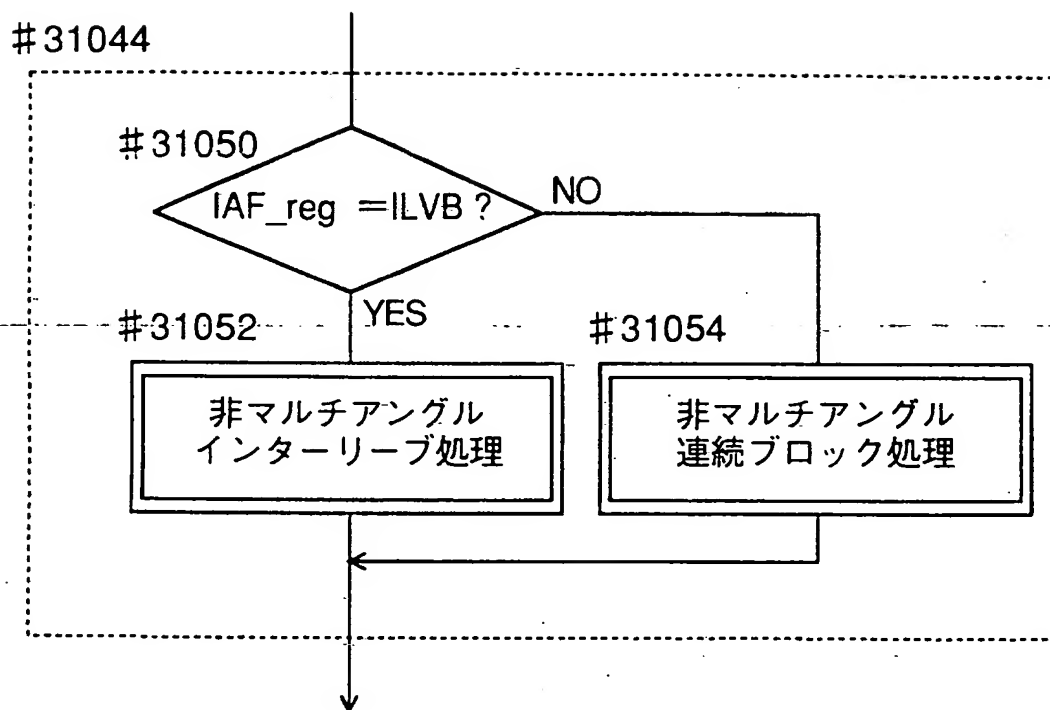 #31044
#31050
IAF_reg =ILVB ?
NO
YES
#31052
#31054
非マルチアングル
インターリーブ処理
非マルチアングル
連続ブロック処理